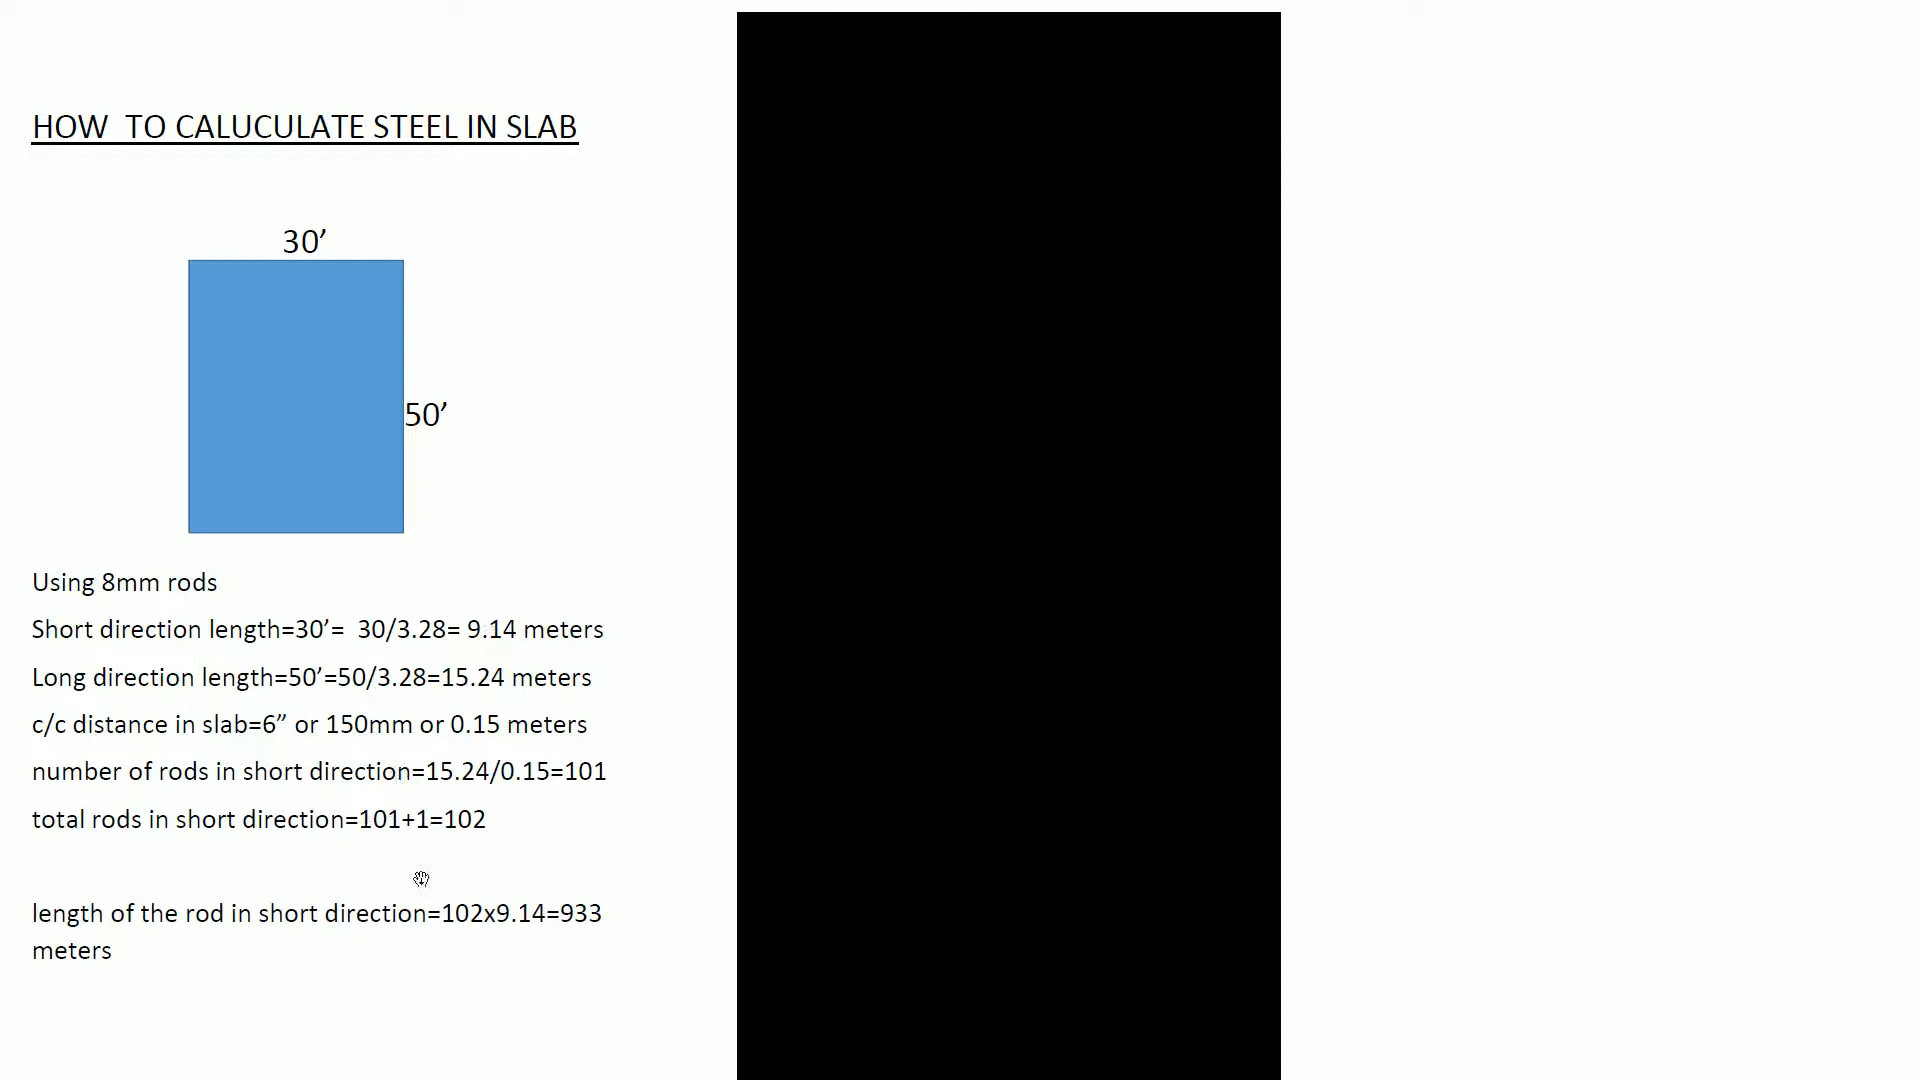 HOW TO CALUCULATE STEEL IN SLAB
30’
50’
Using 8mm rods
Short direction length=30’= 30/3.28= 9.14 meters
Long direction length=50’=50/3.28=15.24 meters
c/c distance in slab=6” or 150mm or 0.15 meters
number of rods in short direction=15.24/0.15=101
total rods in short direction=101+1=102
length of the rod in short direction=102x9.14=933
meters